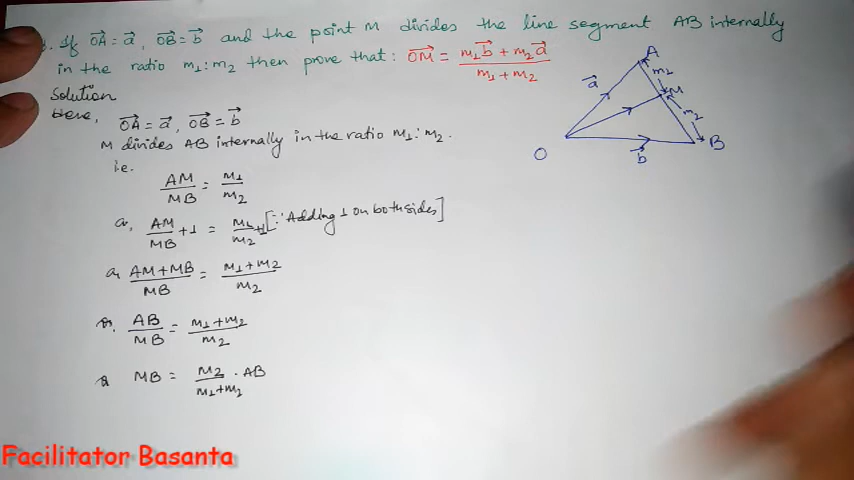 . If →OA = →a, →OB = →b and the point M divides the line segment AB internally
in the ratio m₁:m₂ then prove that: →OM = (m₁→b + m₂→a)/(m₁+m₂)
Solution
Here,
→OA = →a, →OB = →b
M divides AB internally in the ratio m₁:m₂.
i.e.
AM/MB = m₁/m₂
or, AM/MB + 1 = m₁/m₂ + 1 [∵ Adding 1 on both sides]
or, (AM+MB)/MB = (m₁+m₂)/m₂
or, AB/MB = (m₁+m₂)/m₂
or MB = m₂/(m₁+m₂) · AB
A
→a
m₁
M
m₂
O
→b
B
Facilitator Basanta